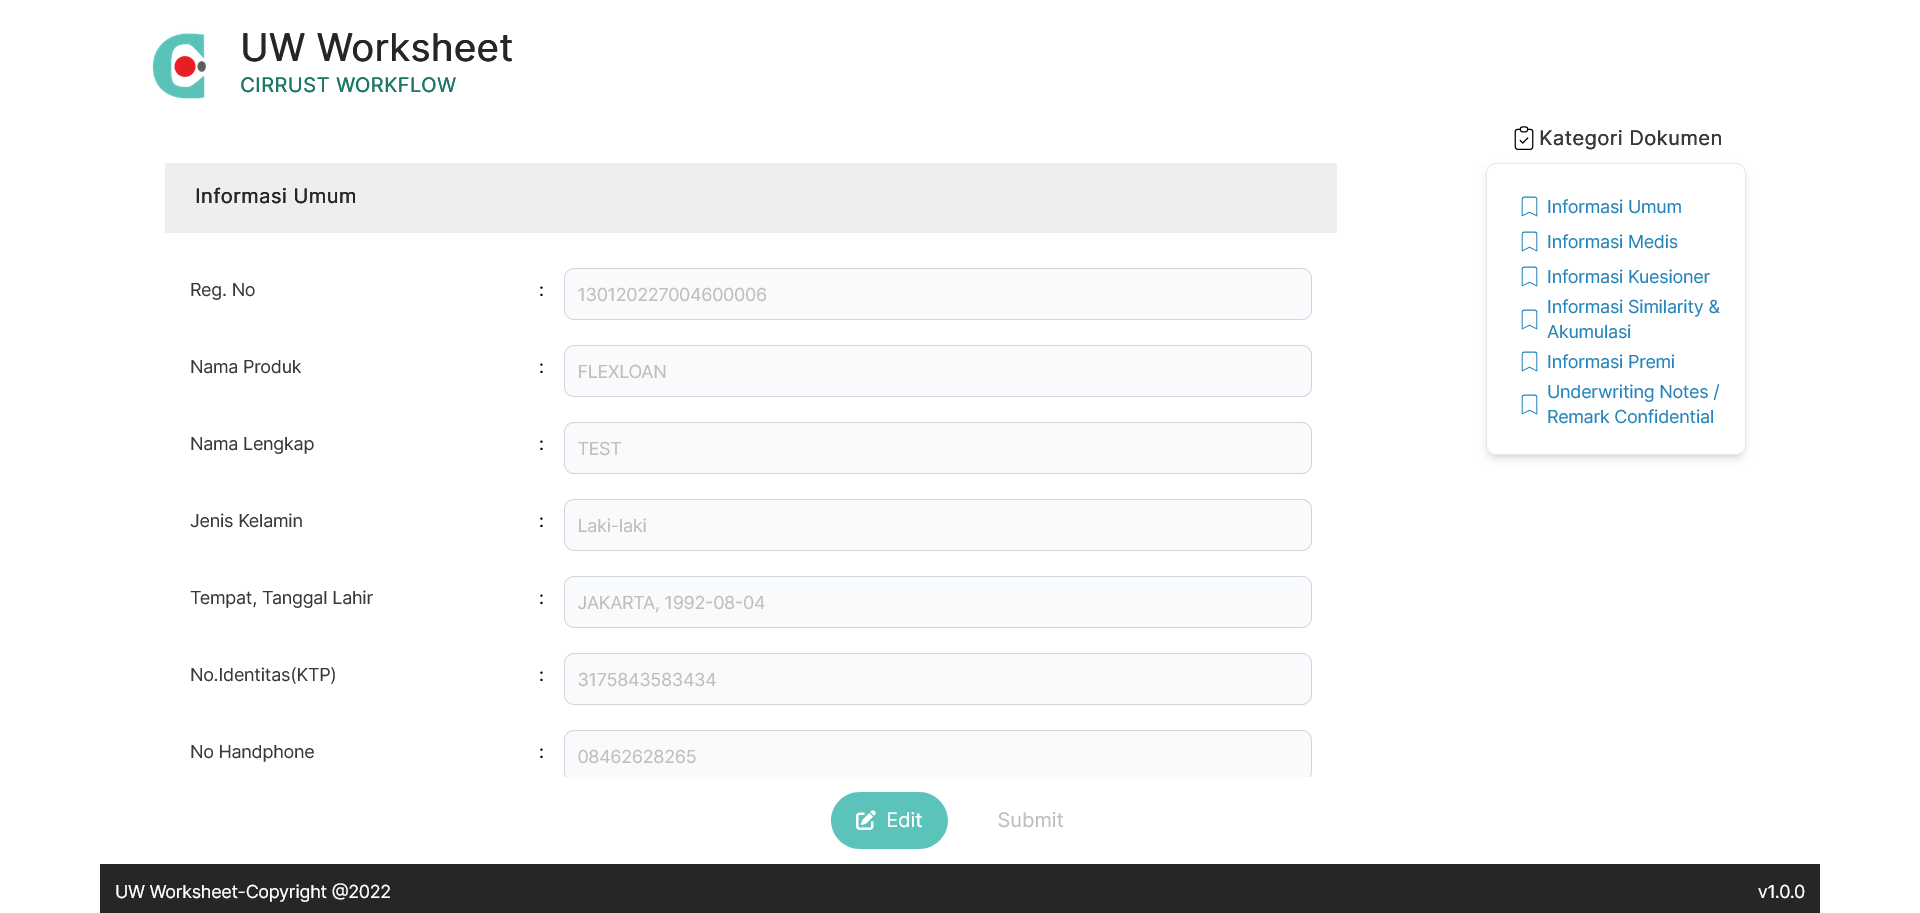 UW Worksheet
CIRRUST WORKFLOW
Kategori Dokumen
Informasi Umum
Informasi Medis
Informasi Kuesioner
Informasi Similarity &
Akumulasi
Informasi Premi
Underwriting Notes /
Remark Confidential
Informasi Umum
Reg. No : 130120227004600006
Nama Produk : FLEXLOAN
Nama Lengkap : TEST
Jenis Kelamin : Laki-laki
Tempat, Tanggal Lahir : JAKARTA, 1992-08-04
No.Identitas(KTP) : 3175843583434
No Handphone : 08462628265
Edit Submit
UW Worksheet-Copyright @2022 v1.0.0